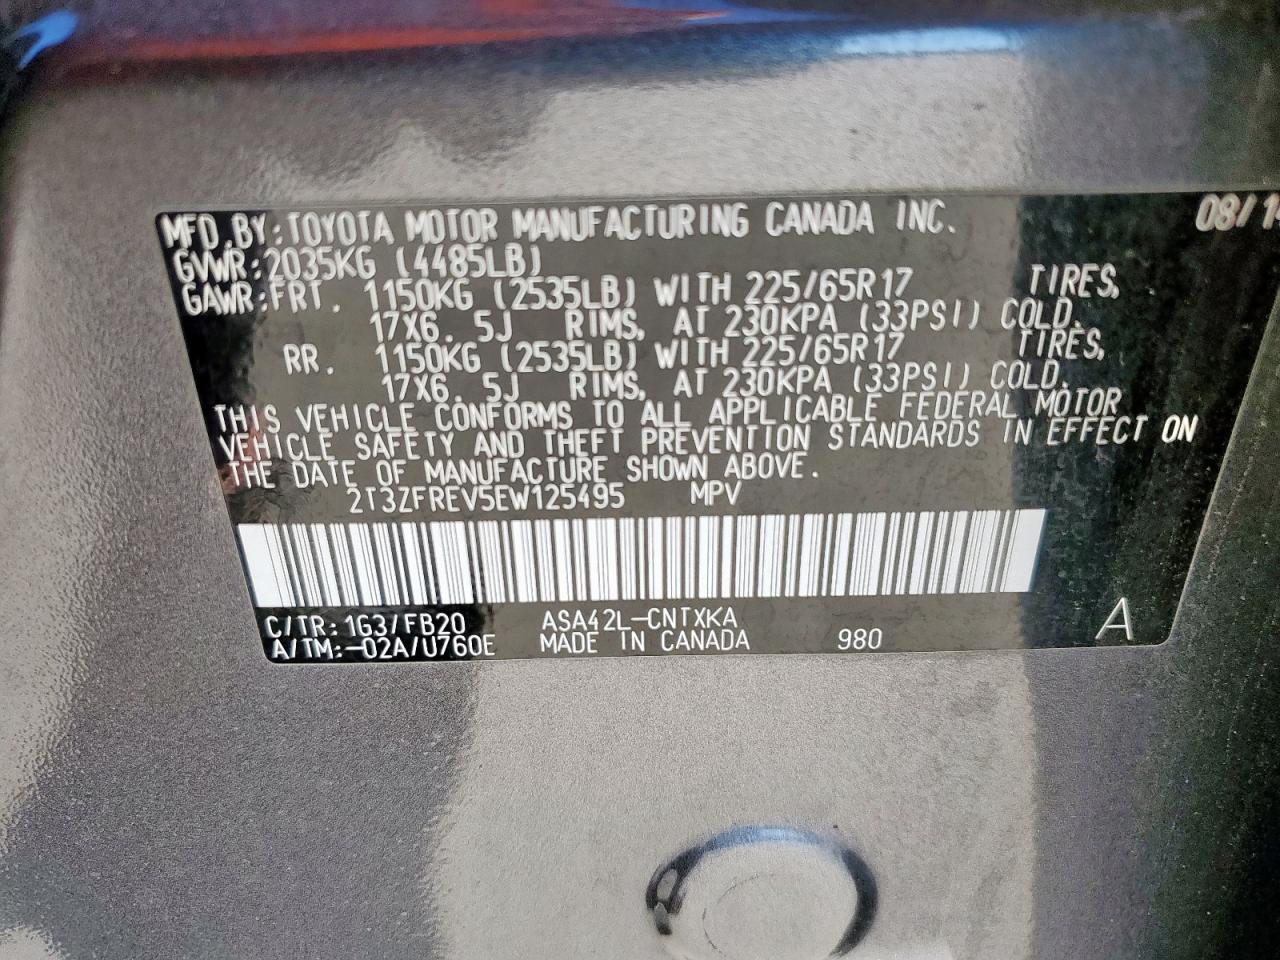 MFD. BY: TOYOTA MOTOR MANUFACTURING CANADA INC. 08/1
GVWR: 2035KG (4485LB)
GAWR: FRT. 1150KG (2535LB) WITH 225/65R17 TIRES,
17X6. 5J RIMS, AT 230KPA (33PSI) COLD.
RR. 1150KG (2535LB) WITH 225/65R17 TIRES,
17X6. 5J RIMS, AT 230KPA (33PSI) COLD.
THIS VEHICLE CONFORMS TO ALL APPLICABLE FEDERAL MOTOR
VEHICLE SAFETY AND THEFT PREVENTION STANDARDS IN EFFECT ON
THE DATE OF MANUFACTURE SHOWN ABOVE.
2T3ZFREV5EW125495 MPV
C/TR: 1G3/FB20 ASA42L-CNTXKA
A/TM: -02A/U760E MADE IN CANADA 980 A